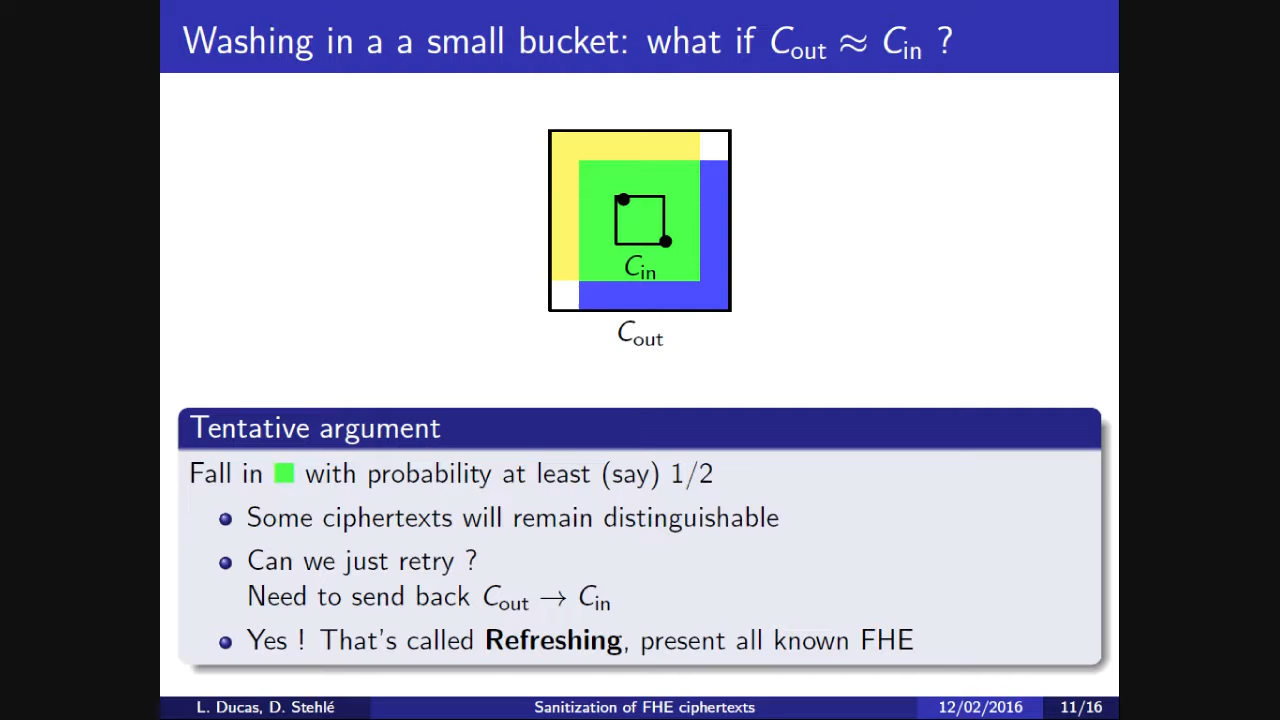 Washing in a a small bucket: what if Cout ≈ Cin ?
Cin
Cout
Tentative argument
Fall in with probability at least (say) 1/2
Some ciphertexts will remain distinguishable
Can we just retry ?
Need to send back Cout → Cin
Yes ! That's called Refreshing, present all known FHE
L. Ducas, D. Stehlé Sanitization of FHE ciphertexts 12/02/2016 11/16